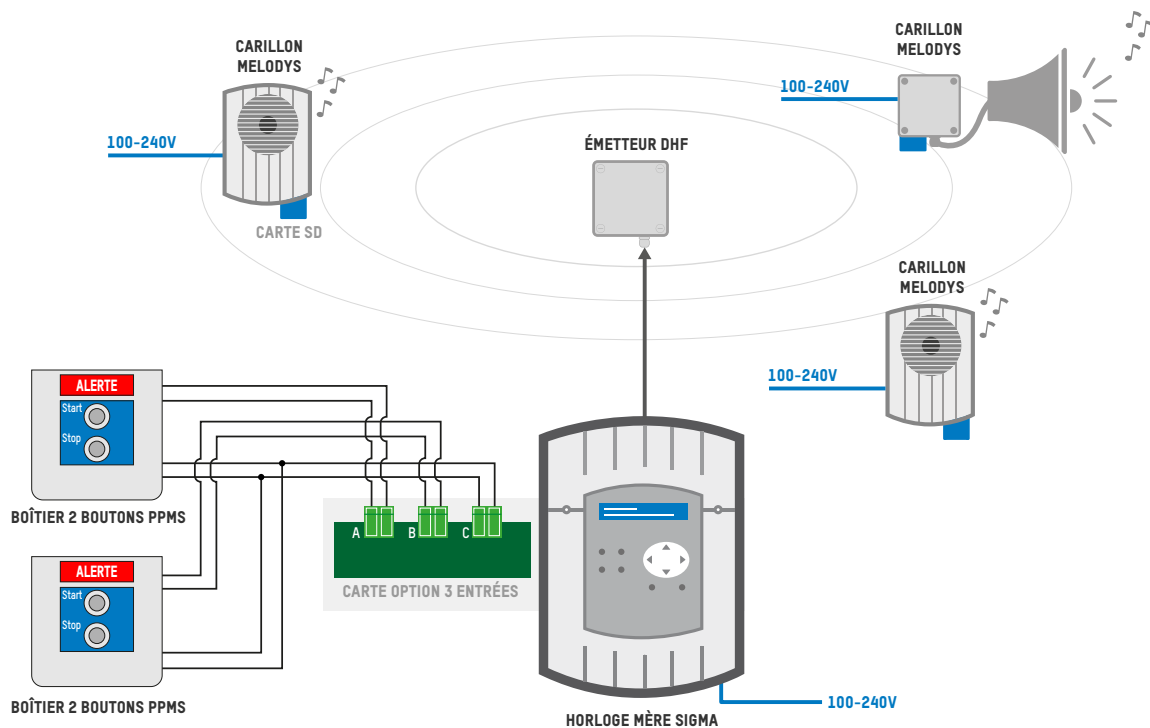 CARILLON
MELODYS
100-240V
CARTE SD
ÉMETTEUR DHF
CARILLON
MELODYS
100-240V
CARILLON
MELODYS
100-240V
ALERTE
Start
Stop
BOÎTIER 2 BOUTONS PPMS
ALERTE
Start
Stop
BOÎTIER 2 BOUTONS PPMS
A
B
C
CARTE OPTION 3 ENTRÉES
100-240V
HORLOGE MÈRE SIGMA